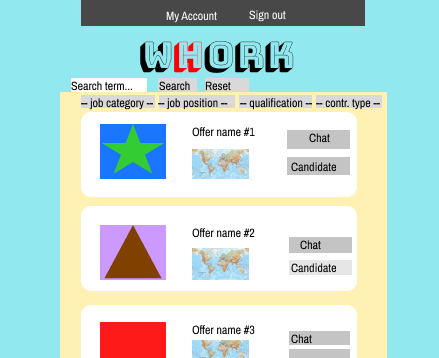 My Account Sign out
WHORK
Search term... Search Reset
-- job category -- -- job position -- -- qualification -- -- contr. type --
Offer name #1
Chat
Candidate
Offer name #2
Chat
Candidate
Offer name #3
Chat